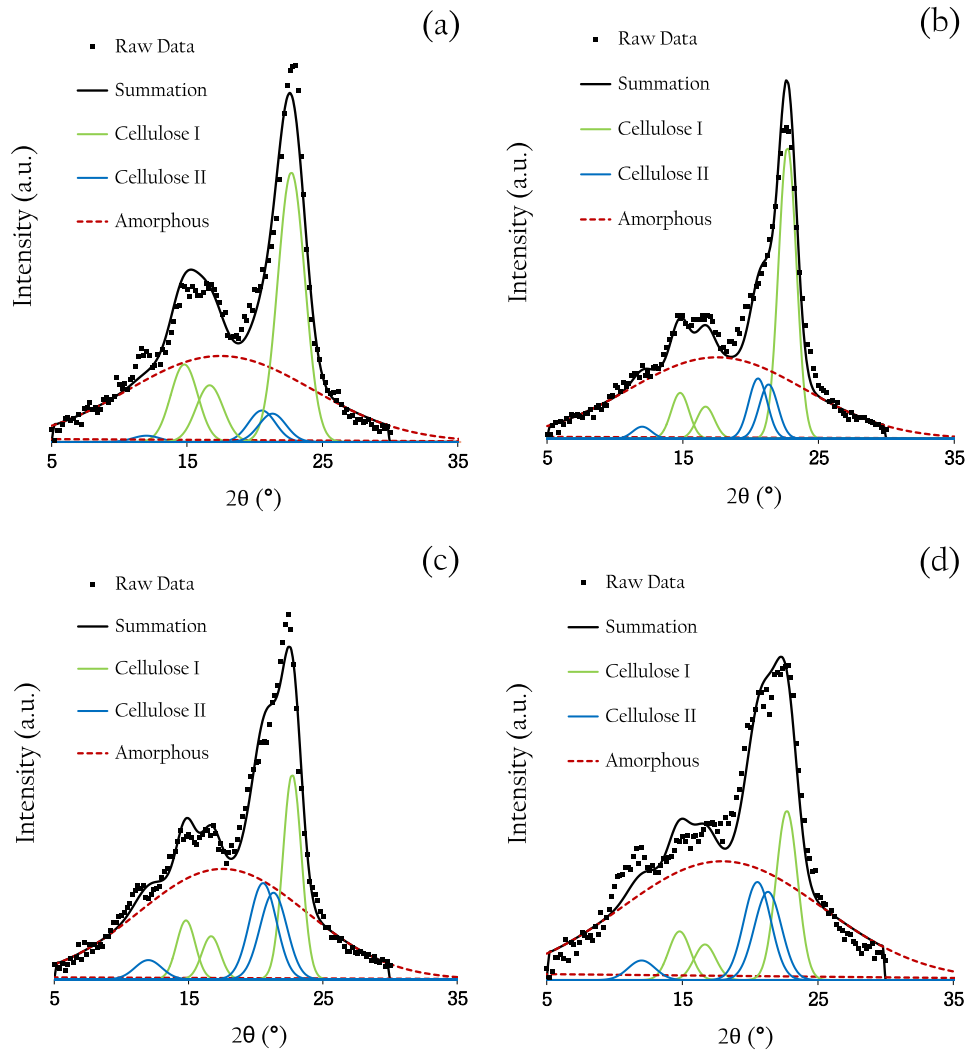 (a)
Raw Data
Summation
Cellulose I
Cellulose II
Amorphous
Intensity (a.u.)
5 15 25 35
2θ (°)
(b)
Raw Data
Summation
Cellulose I
Cellulose II
Amorphous
Intensity (a.u.)
5 15 25 35
2θ (°)
(c)
Raw Data
Summation
Cellulose I
Cellulose II
Amorphous
Intensity (a.u.)
5 15 25 35
2θ (°)
(d)
Raw Data
Summation
Cellulose I
Cellulose II
Amorphous
Intensity (a.u.)
5 15 25 35
2θ (°)